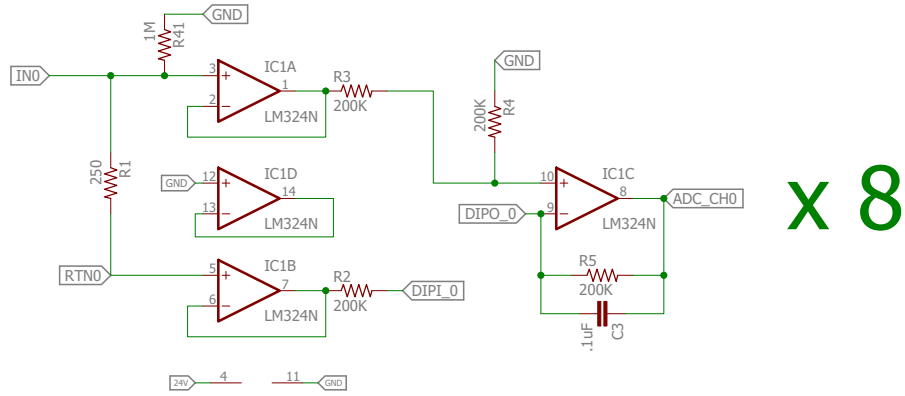 GND
1M
R41
IN0
3
2
1
IC1A
LM324N
R3
200K
GND
200K
R4
250
R1
GND
12
13
14
IC1D
LM324N
10
9
8
IC1C
LM324N
DIPO_0
ADC_CH0
x 8
RTN0
5
6
7
IC1B
LM324N
R2
200K
DIPI_0
R5
200K
.1uF
C3
24V
4
11
GND